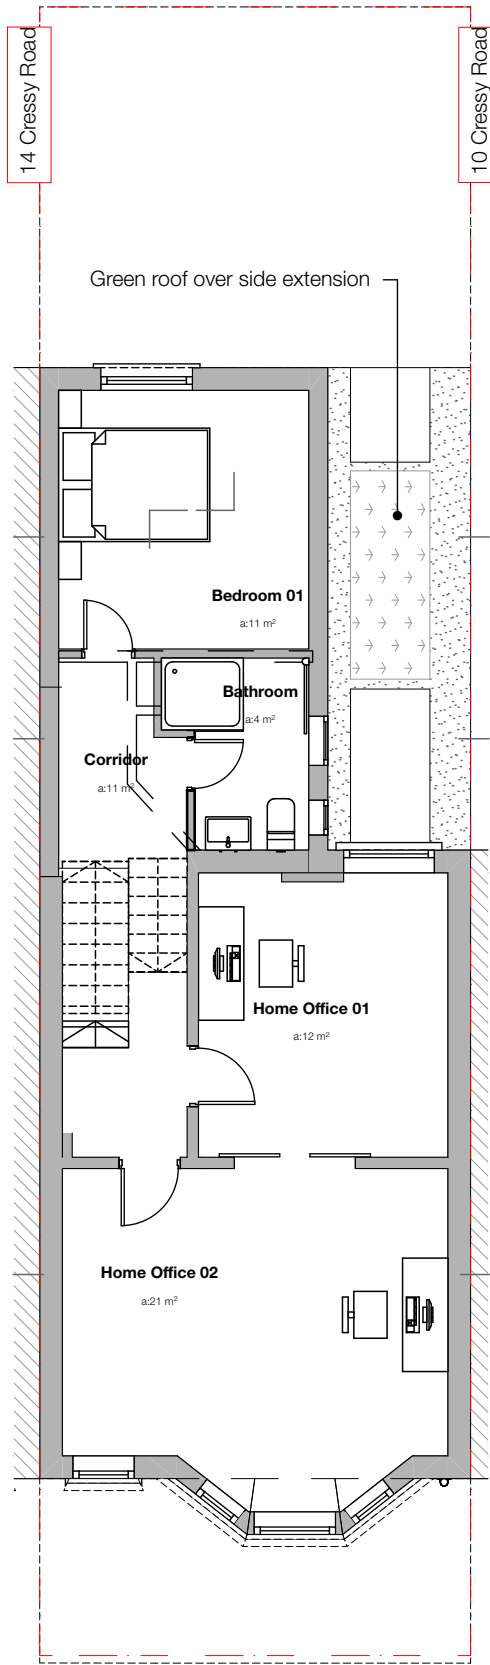 14 Cressy Road
10 Cressy Road
Green roof over side extension
Bedroom 01
a:11 m²
Bathroom
a:4 m²
Corridor
a:11 m²
Home Office 01
a:12 m²
Home Office 02
a:21 m²